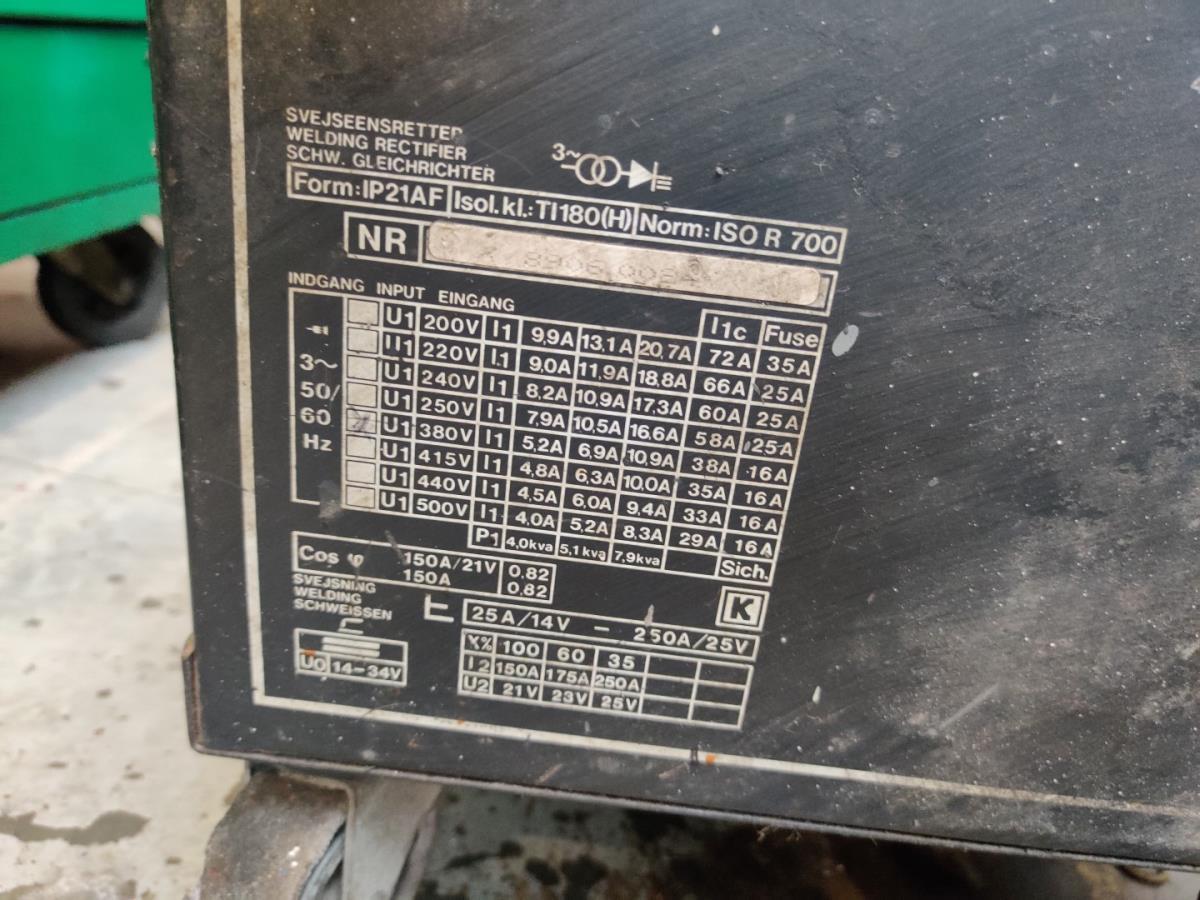 SVEJSEENSRETTER
WELDING RECTIFIER
SCHW. GLEICHRICHTER
3~
Form: IP21AF Isol. kl.: TI180(H) Norm: ISO R 700
NR
INDGANG INPUT EINGANG
I1c Fuse
U1 200V I1 9,9A 13,1A 20,7A 72A 35A
U1 220V I1 9,0A 11,9A 18,8A 66A 25A
U1 240V I1 8,2A 10,9A 17,3A 60A 25A
U1 250V I1 7,9A 10,5A 16,6A 58A 25A
U1 380V I1 5,2A 6,9A 10,9A 38A 16A
U1 415V I1 4,8A 6,3A 10,0A 35A 16A
U1 440V I1 4,5A 6,0A 9,4A 33A 16A
U1 500V I1 4,0A 5,2A 8,3A 29A 16A
P1 4,0kva 5,1kva 7,9kva Sich.
3~
50/
60
Hz
Cos φ 150A/21V 0.82
150A 0.82
K
SVEJSNING
WELDING
SCHWEISSEN
25A/14V – 250A/25V
U0 14-34V
X% 100 60 35
I2 150A 175A 250A
U2 21V 23V 25V